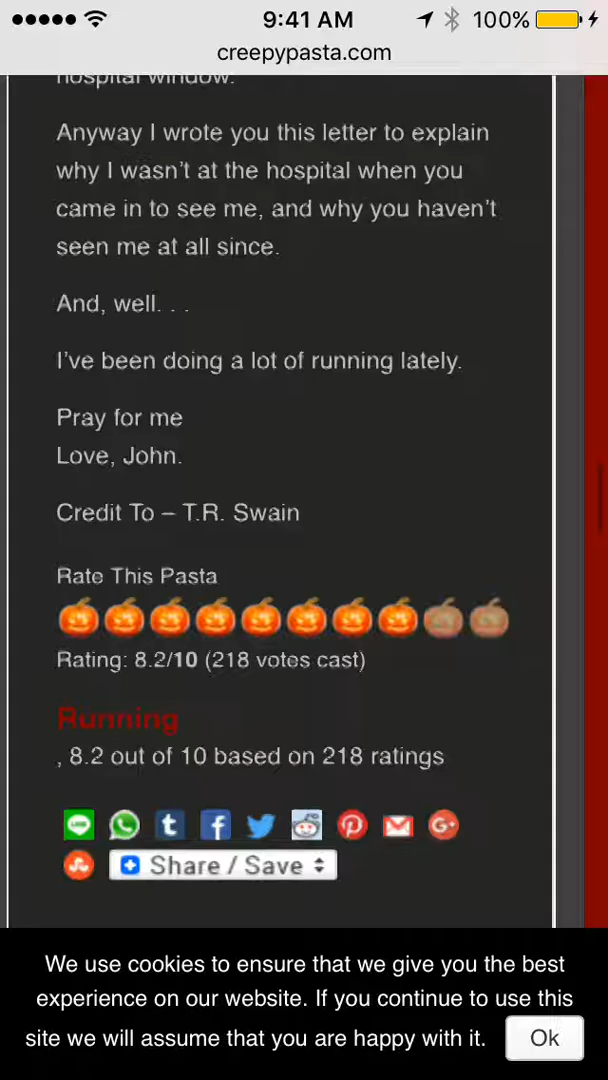 9:41 AM
100%
creepypasta.com
hospital window.
Anyway I wrote you this letter to explain
why I wasn't at the hospital when you
came in to see me, and why you haven't
seen me at all since.
And, well. . .
I've been doing a lot of running lately.
Pray for me
Love, John.
Credit To – T.R. Swain
Rate This Pasta
Rating: 8.2/10 (218 votes cast)
Running
, 8.2 out of 10 based on 218 ratings
Share / Save
We use cookies to ensure that we give you the best
experience on our website. If you continue to use this
site we will assume that you are happy with it. Ok